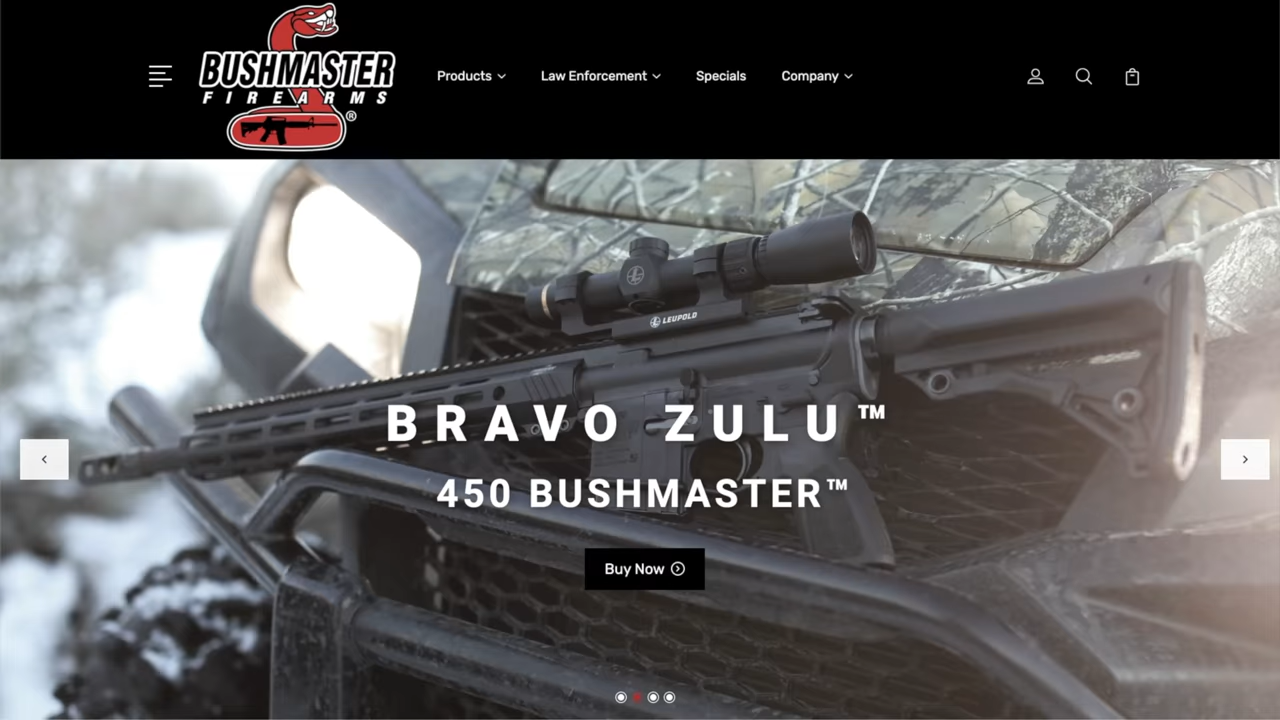 BUSHMASTER
FIREARMS
®
Products
Law Enforcement
Specials
Company
LEUPOLD
BRAVO ZULU™
450 BUSHMASTER™
Buy Now